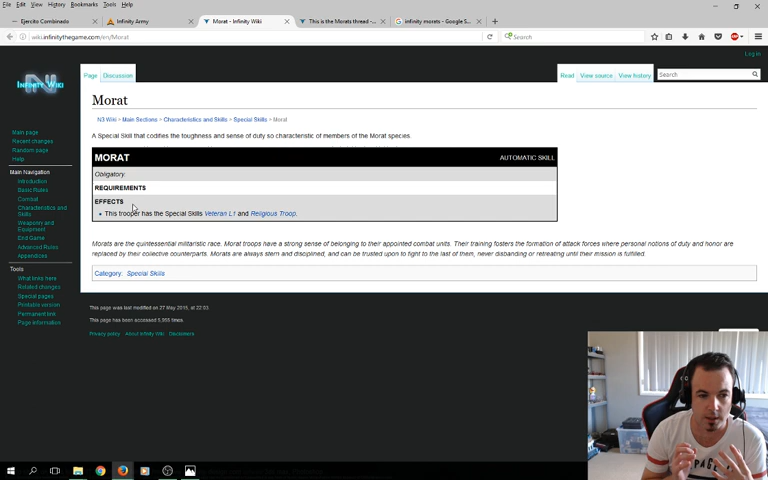 File Edit View History Bookmarks Tools Help
Ejercito Combinado
Infinity Army
Morat - Infinity Wiki
This is the Morats thread -...
infinity morats - Google S...
wiki.infinitythegame.com/en/Morat
Search
Log in
Page Discussion
Read View source View history Search
INFINITY WIKI
Main page
Recent changes
Random page
Help
Main Navigation
Introduction
Basic Rules
Combat
Characteristics and
Skills
Weaponry and
Equipment
End Game
Advanced Rules
Appendices
Tools
What links here
Related changes
Special pages
Printable version
Permanent link
Page information
Morat
N3 Wiki > Main Sections > Characteristics and Skills > Special Skills > Morat
A Special Skill that codifies the toughness and sense of duty so characteristic of members of the Morat species.
MORAT AUTOMATIC SKILL
Obligatory.
REQUIREMENTS
EFFECTS
• This trooper has the Special Skills Veteran L1 and Religious Troop.
Morats are the quintessential militaristic race. Morat troops have a strong sense of belonging to their appointed combat units. Their training fosters the formation of attack forces where personal notions of duty and honor are
replaced by their collective counterparts. Morats are always stern and disciplined, and can be trusted upon to fight to the last of them, never disbanding or retreating until their mission is fulfilled.
Category: Special Skills
This page was last modified on 27 May 2015, at 22:53.
This page has been accessed 5,955 times.
Privacy policy About Infinity Wiki Disclaimers